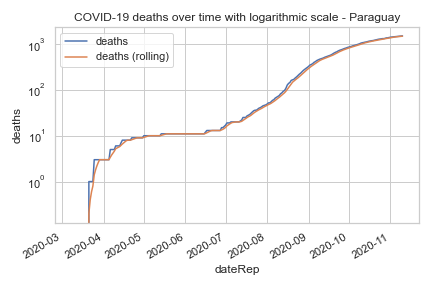 COVID-19 deaths over time with logarithmic scale - Paraguay
deaths
deaths (rolling)
10³
10²
10¹
10⁰
deaths
2020-03
2020-04
2020-05
2020-06
2020-07
2020-08
2020-09
2020-10
2020-11
dateRep